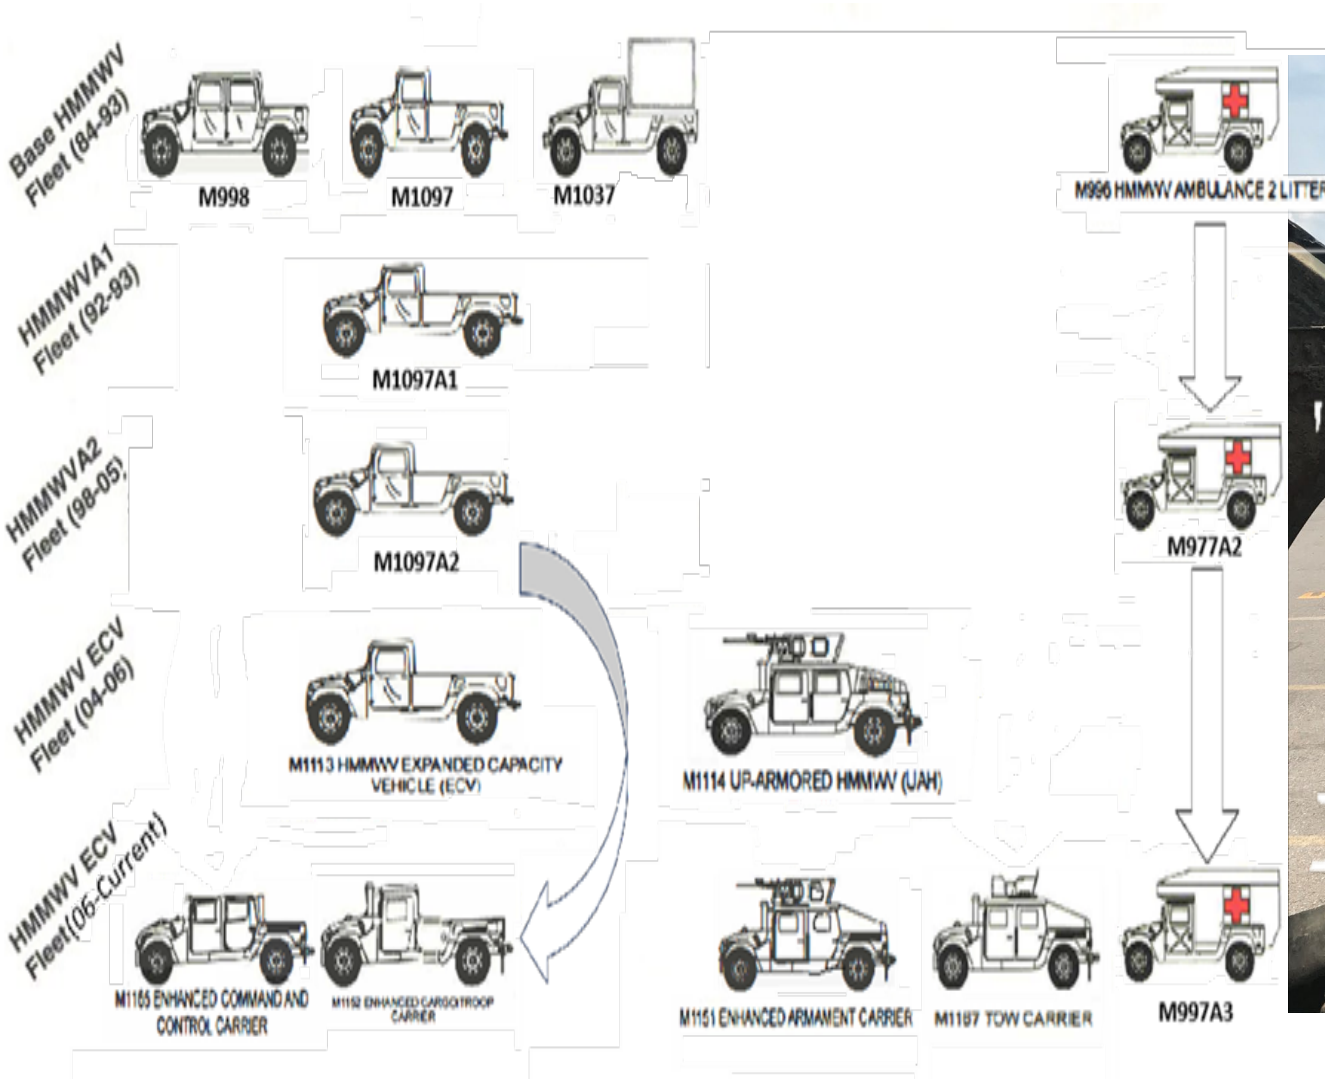 Base HMMWV
Fleet (84-93)
M998
M1097
M1037
M996 HMMWV AMBULANCE 2 LITTER
HMMWVA1
Fleet (92-93)
M1097A1
HMMWVA2
Fleet (98-05)
M1097A2
M977A2
HMMWV ECV
Fleet (04-06)
M1113 HMMWV EXPANDED CAPACITY
VEHICLE (ECV)
M1114 UP-ARMORED HMMWV (UAH)
HMMWV ECV
Fleet(06-Current)
M1165 ENHANCED COMMAND AND
CONTROL CARRIER
M1152 ENHANCED CARGO/TROOP
CARRIER
M1151 ENHANCED ARMAMENT CARRIER
M1167 TOW CARRIER
M997A3